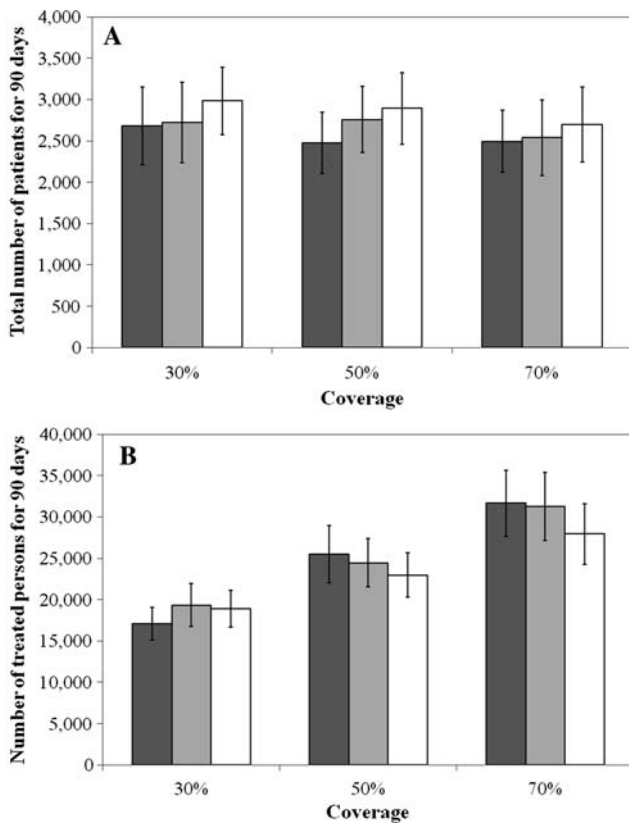 A
Total number of patients for 90 days
4,000
3,500
3,000
2,500
2,000
1,500
1,000
500
0
30% 50% 70%
Coverage
B
Number of treated persons for 90 days
40,000
35,000
30,000
25,000
20,000
15,000
10,000
5,000
0
30% 50% 70%
Coverage